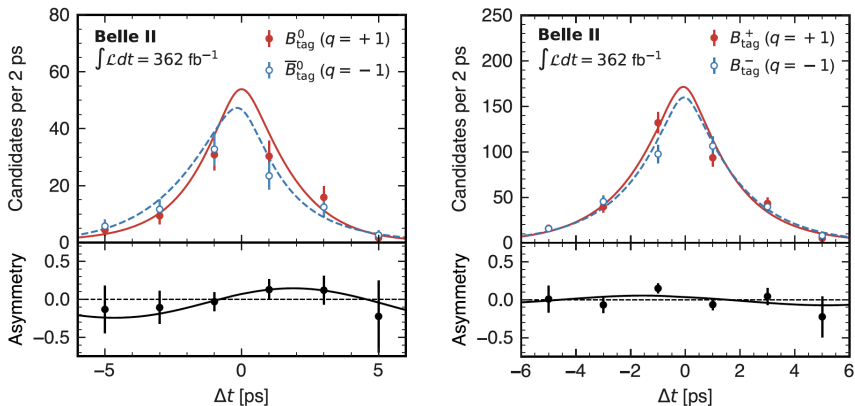 Belle II
∫ℒdt = 362 fb⁻¹
B⁰tag (q = +1)
B̅⁰tag (q = −1)
Candidates per 2 ps
80
60
40
20
0
Asymmetry
0.5
0.0
−0.5
−5
0
5
Δt [ps]
Belle II
∫ℒdt = 362 fb⁻¹
B⁺tag (q = +1)
B⁻tag (q = −1)
Candidates per 2 ps
250
200
150
100
50
0
Asymmetry
0.5
0.0
−0.5
−6
−4
−2
0
2
4
6
Δt [ps]